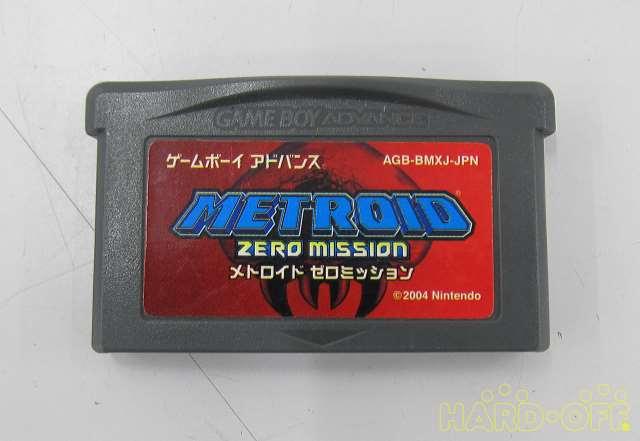 GAME BOY ADVANCE
ゲームボーイ アドバンス
AGB-BMXJ-JPN
METROID®
ZERO MISSION
メトロイド ゼロミッション
©2004 Nintendo
HARD・OFF